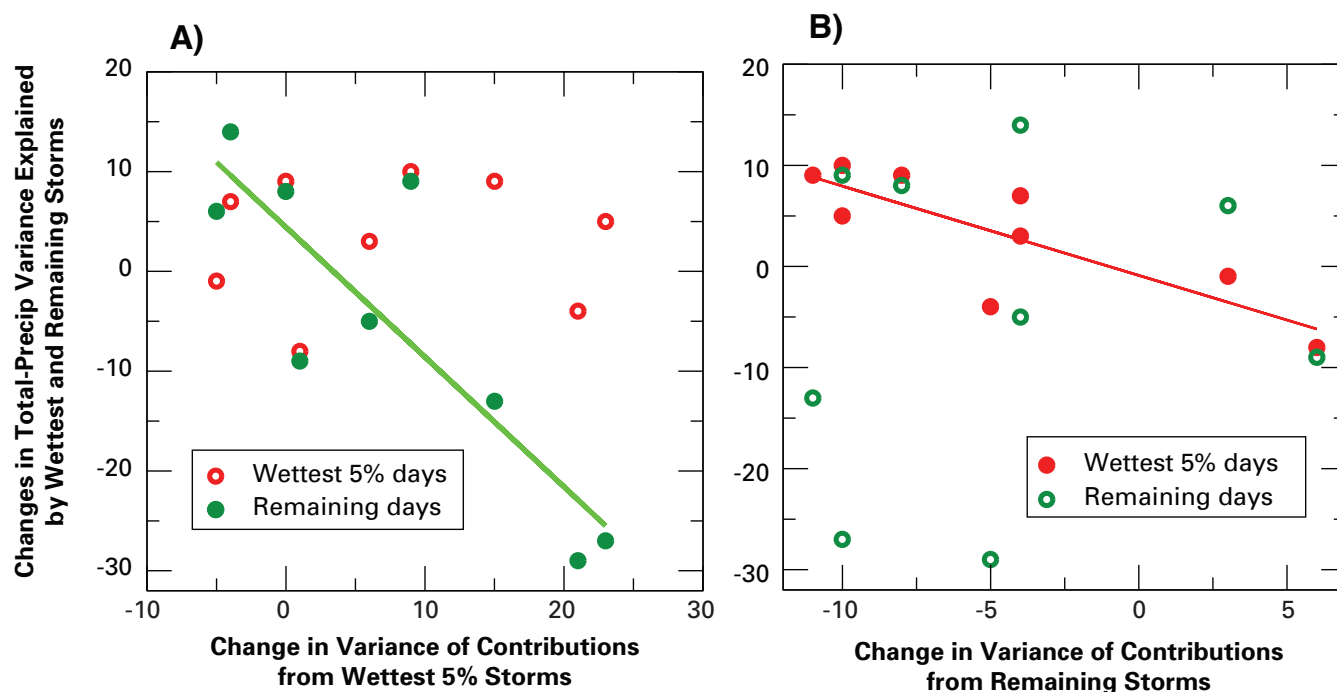 A)
B)
Changes in Total-Precip Variance Explained
by Wettest and Remaining Storms
20
10
0
-10
-20
-30
-10
0
10
20
30
Wettest 5% days
Remaining days
Change in Variance of Contributions
from Wettest 5% Storms
20
10
0
-10
-20
-30
-10
-5
0
5
Wettest 5% days
Remaining days
Change in Variance of Contributions
from Remaining Storms